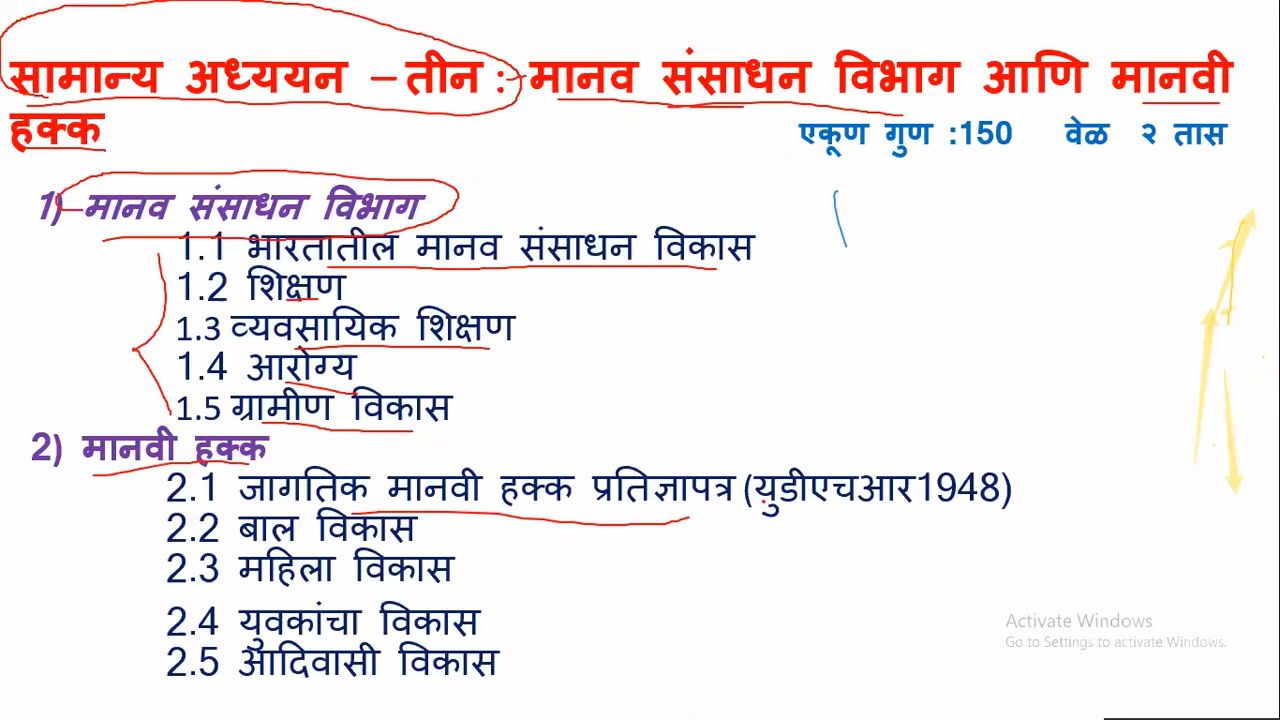 सामान्य अध्ययन – तीन : मानव संसाधन विभाग आणि मानवी
हक्क
एकूण गुण :150 वेळ २ तास
1) मानव संसाधन विभाग
1.1 भारतातील मानव संसाधन विकास
1.2 शिक्षण
1.3 व्यवसायिक शिक्षण
1.4 आरोग्य
1.5 ग्रामीण विकास
2) मानवी हक्क
2.1 जागतिक मानवी हक्क प्रतिज्ञापत्र (युडीएचआर1948)
2.2 बाल विकास
2.3 महिला विकास
2.4 युवकांचा विकास
2.5 आदिवासी विकास
Activate Windows
Go to Settings to activate Windows.